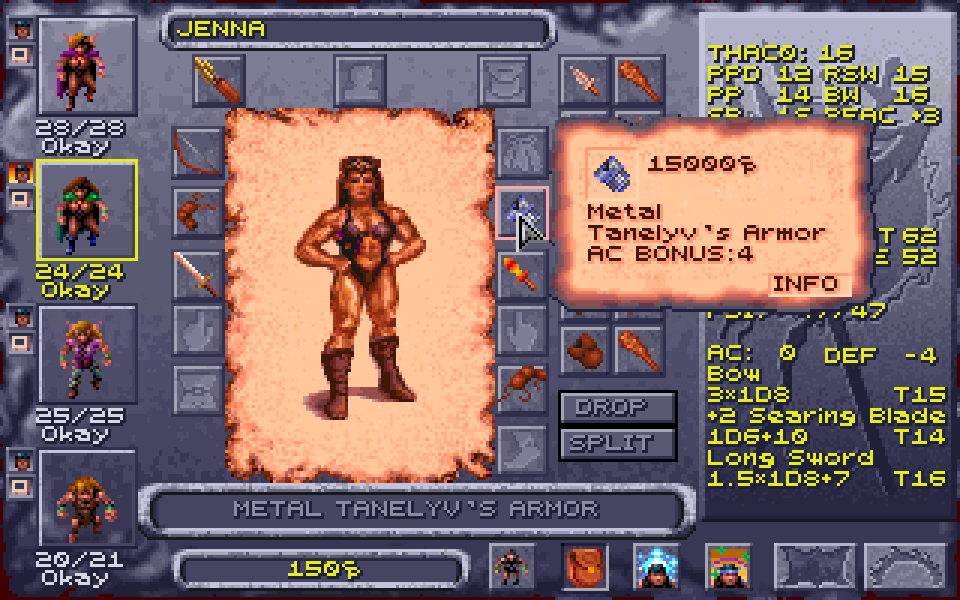 JENNA
28/28
Okay
24/24
Okay
25/25
Okay
20/21
Okay
THAC0: 16
PPD 12 RSW 15
PP 14 BW 16
15000
Metal
Tanelyv's Armor
AC BONUS:4
INFO
T 62
E 52
AC: 0 DEF -4
Bow
3×1D8 T15
+2 Searing Blade
1D6+10 T14
Long Sword
1.5×1D8+7 T16
DROP
SPLIT
METAL TANELYV'S ARMOR
150